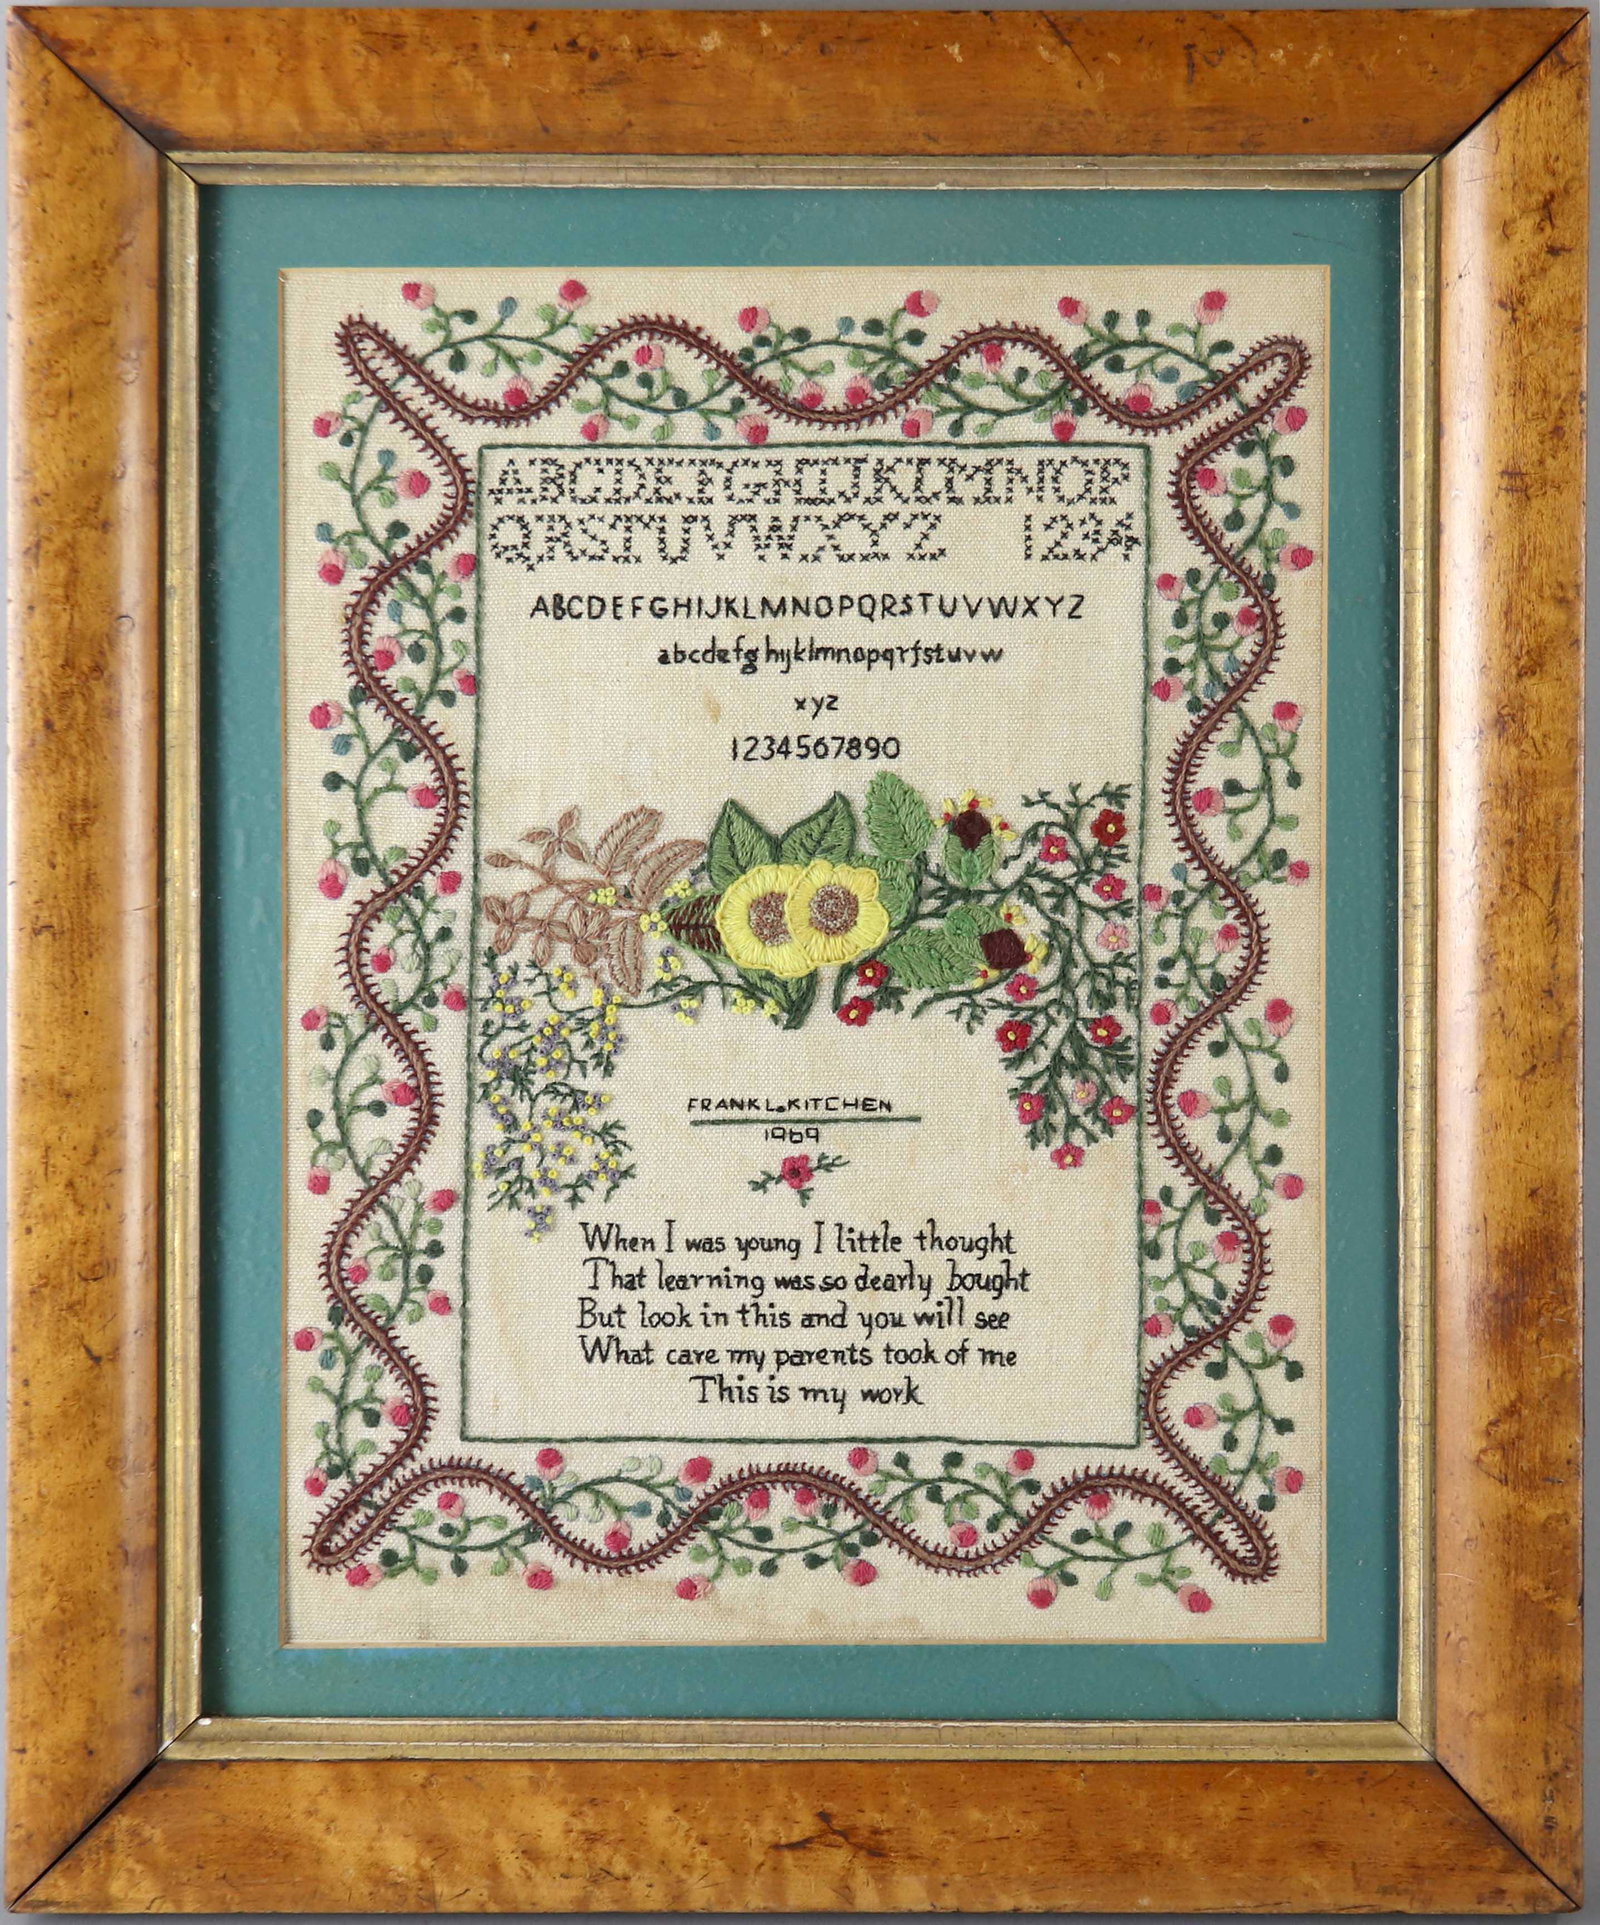 ABCDEFGHIJKLMNOP
QRSTUVWXYZ 1234
ABCDEFGHIJKLMNOPQRSTUVWXYZ
abcdefghijklmnopqrſstuvw
xyz
1234567890
FRANK L. KITCHEN
1969
When I was young I little thought
That learning was so dearly bought
But look in this and you will see
What care my parents took of me
This is my work